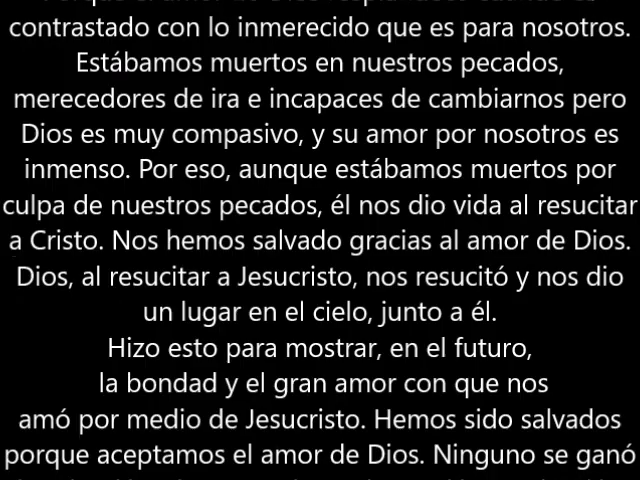 contrastado con lo inmerecido que es para nosotros.
Estábamos muertos en nuestros pecados,
merecedores de ira e incapaces de cambiarnos pero
Dios es muy compasivo, y su amor por nosotros es
inmenso. Por eso, aunque estábamos muertos por
culpa de nuestros pecados, él nos dio vida al resucitar
a Cristo. Nos hemos salvado gracias al amor de Dios.
Dios, al resucitar a Jesucristo, nos resucitó y nos dio
un lugar en el cielo, junto a él.
Hizo esto para mostrar, en el futuro,
la bondad y el gran amor con que nos
amó por medio de Jesucristo. Hemos sido salvados
porque aceptamos el amor de Dios. Ninguno se ganó